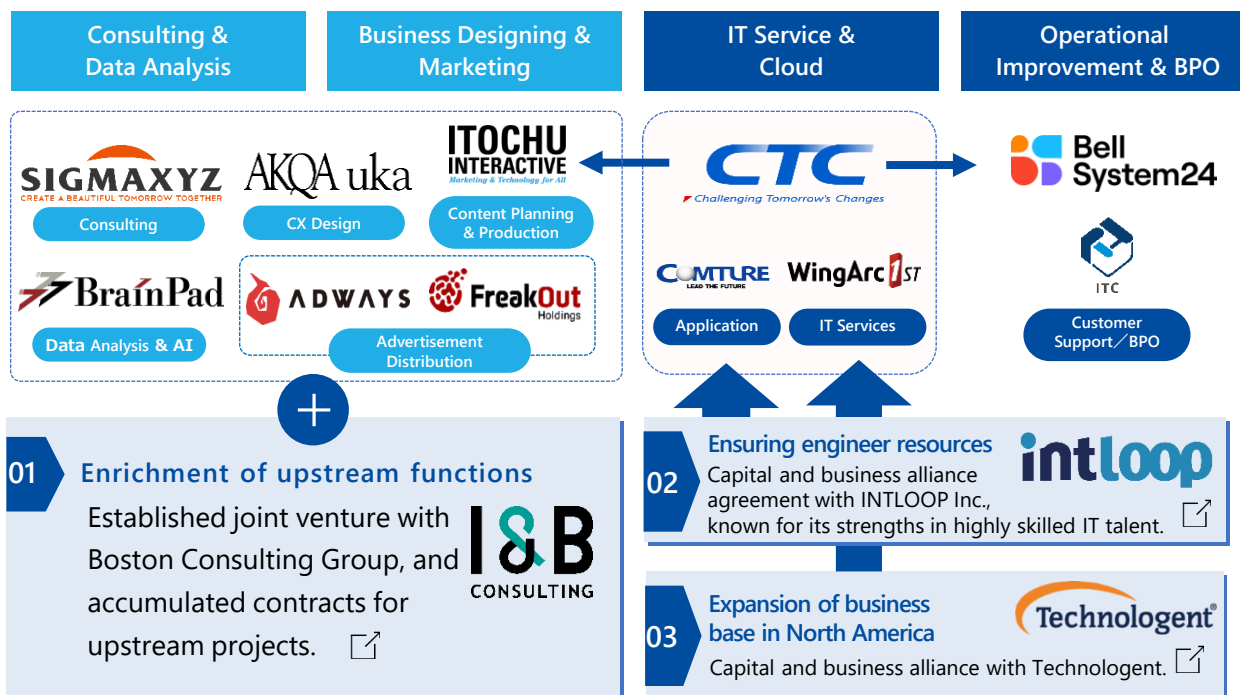 Consulting &
Data Analysis
Business Designing &
Marketing
IT Service &
Cloud
Operational
Improvement & BPO
SIGMAXYZ
CREATE A BEAUTIFUL TOMORROW TOGETHER
Consulting
AKQA uka
CX Design
ITOCHU
INTERACTIVE
Marketing & Technology for All
Content Planning
& Production
BrainPad
Data Analysis & AI
ADWAYS
FreakOut
Holdings
Advertisement
Distribution
CTC
Challenging Tomorrow's Changes
COMTURE
LEAD THE FUTURE
Application
WingArc1ST
IT Services
Bell
System24
ITC
Customer
Support／BPO
01
Enrichment of upstream functions
Established joint venture with
Boston Consulting Group, and
accumulated contracts for
upstream projects.
I&B
CONSULTING
02
Ensuring engineer resources
Capital and business alliance
agreement with INTLOOP Inc.,
known for its strengths in highly skilled IT talent.
intloop
03
Expansion of business
base in North America
Capital and business alliance with Technologent.
Technologent®